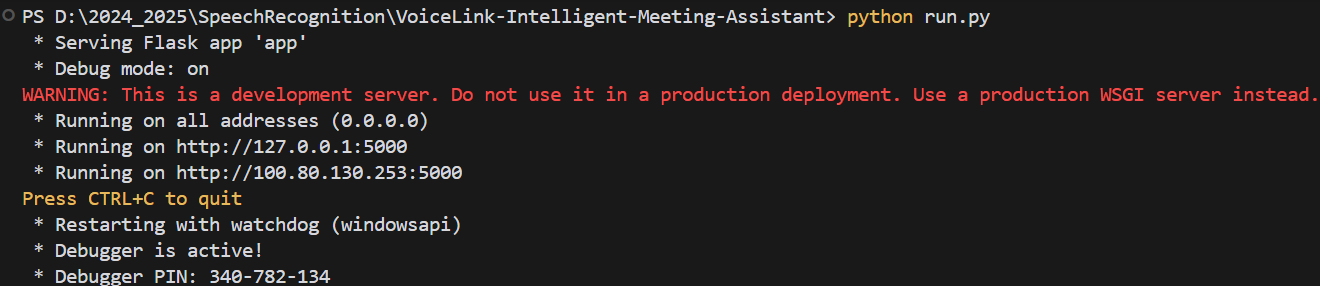 PS D:\2024_2025\SpeechRecognition\VoiceLink-Intelligent-Meeting-Assistant> python run.py
 * Serving Flask app 'app'
 * Debug mode: on
WARNING: This is a development server. Do not use it in a production deployment. Use a production WSGI server instead.
 * Running on all addresses (0.0.0.0)
 * Running on http://127.0.0.1:5000
 * Running on http://100.80.130.253:5000
Press CTRL+C to quit
 * Restarting with watchdog (windowsapi)
 * Debugger is active!
 * Debugger PIN: 340-782-134